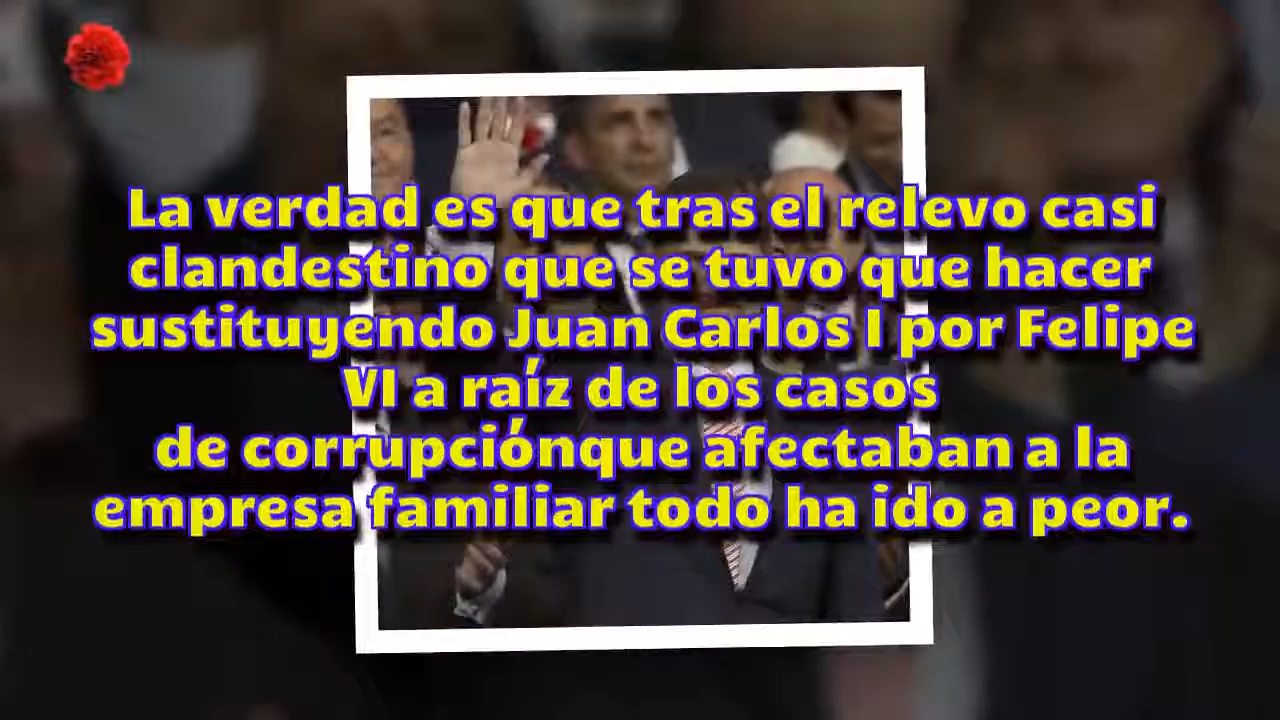 La verdad es que tras el relevo casi
clandestino que se tuvo que hacer
sustituyendo Juan Carlos I por Felipe
VI a raíz de los casos
de corrupciónque afectaban a la
empresa familiar todo ha ido a peor.